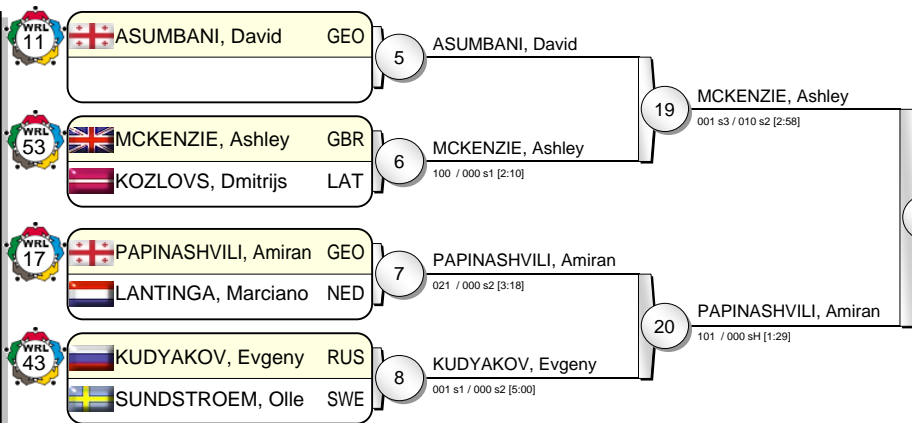 WRL
11
ASUMBANI, David GEO
5
ASUMBANI, David
WRL
53
MCKENZIE, Ashley GBR
KOZLOVS, Dmitrijs LAT
6
MCKENZIE, Ashley
100 / 000 s1 [2:10]
19
MCKENZIE, Ashley
001 s3 / 010 s2 [2:58]
WRL
17
PAPINASHVILI, Amiran GEO
LANTINGA, Marciano NED
7
PAPINASHVILI, Amiran
021 / 000 s2 [3:18]
WRL
43
KUDYAKOV, Evgeny RUS
SUNDSTROEM, Olle SWE
8
KUDYAKOV, Evgeny
001 s1 / 000 s2 [5:00]
20
PAPINASHVILI, Amiran
101 / 000 sH [1:29]